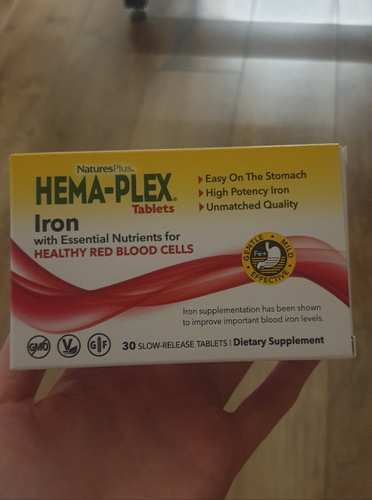 NaturesPlus.
HEMA-PLEX®
Tablets
Iron
with Essential Nutrients for
HEALTHY RED BLOOD CELLS
Easy On The Stomach
High Potency Iron
Unmatched Quality
GENTLE • MILD • EFFECTIVE •
Fe+
Iron supplementation has been shown
to improve important blood iron levels.
GMO
V
GF
30 SLOW-RELEASE TABLETS | Dietary Supplement